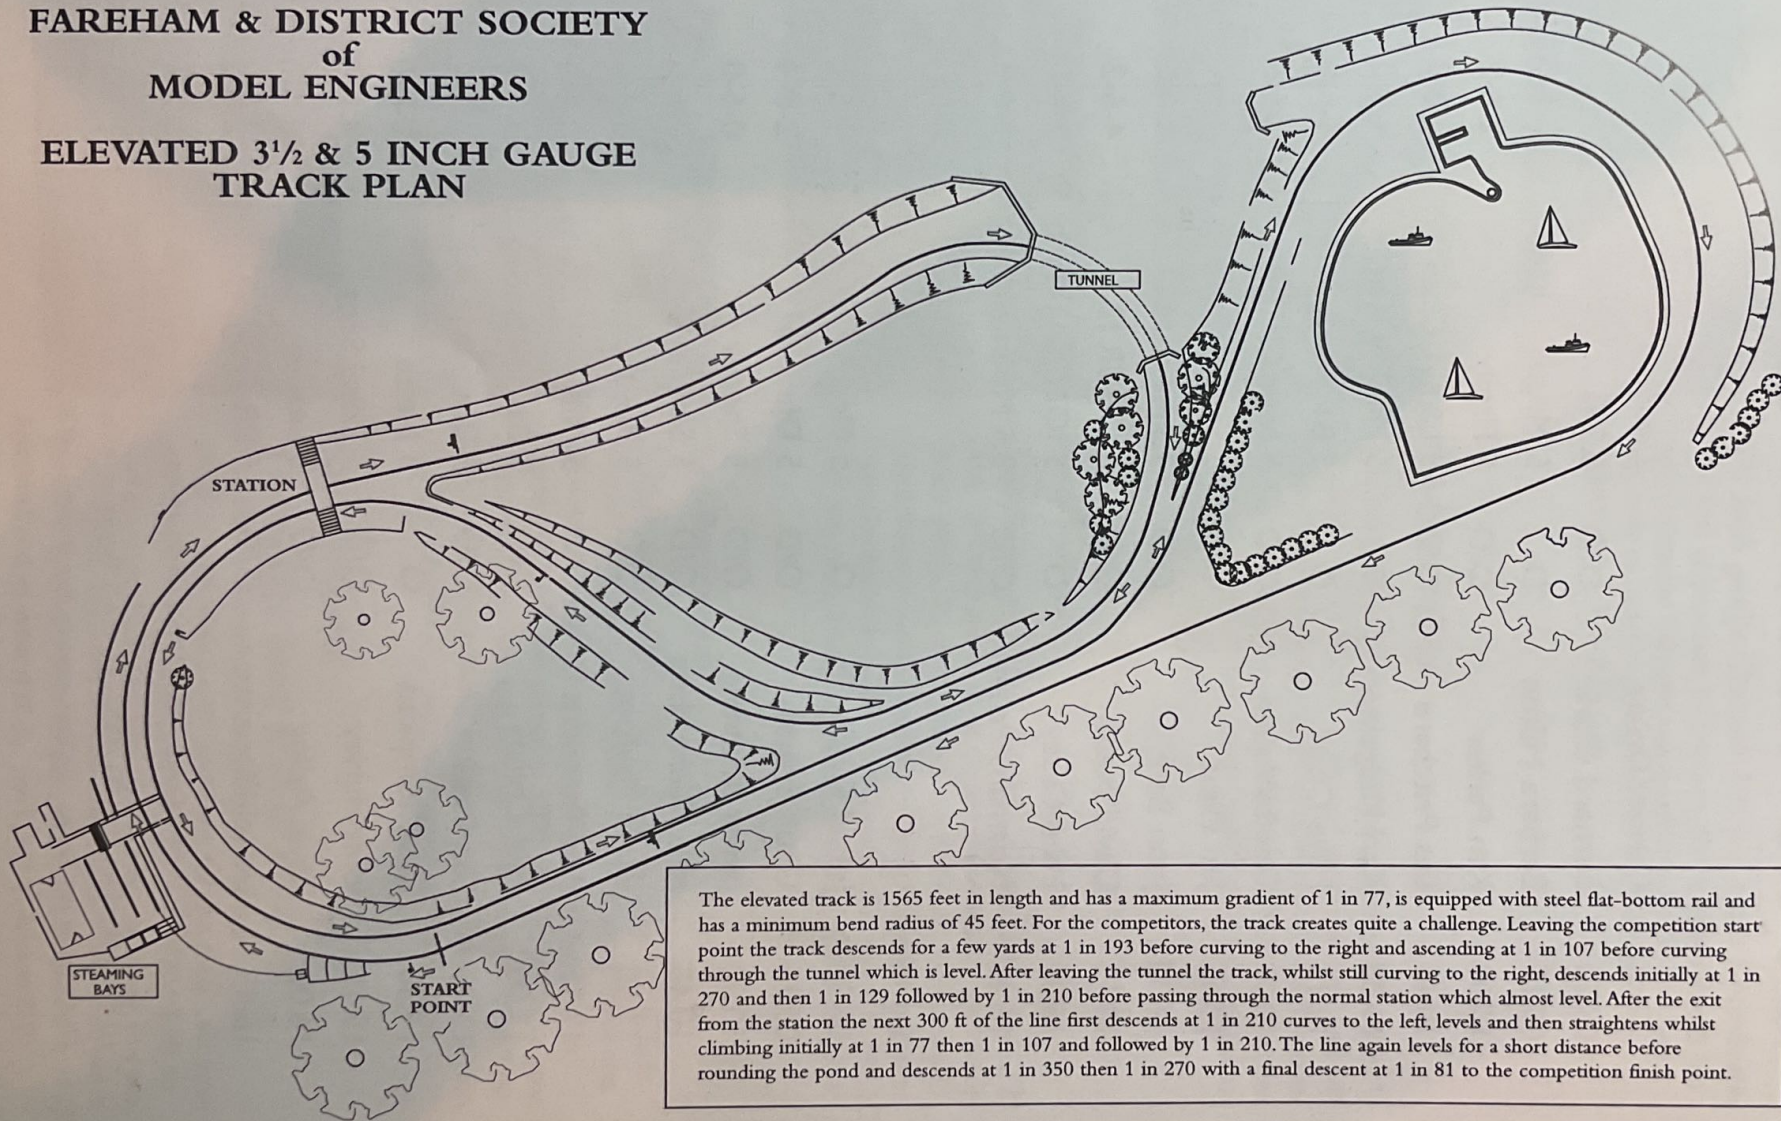 FAREHAM & DISTRICT SOCIETY
of
MODEL ENGINEERS
ELEVATED 3½ & 5 INCH GAUGE
TRACK PLAN
TUNNEL
STATION
STEAMING
BAYS
START
POINT
The elevated track is 1565 feet in length and has a maximum gradient of 1 in 77, is equipped with steel flat-bottom rail and
has a minimum bend radius of 45 feet. For the competitors, the track creates quite a challenge. Leaving the competition start
point the track descends for a few yards at 1 in 193 before curving to the right and ascending at 1 in 107 before curving
through the tunnel which is level. After leaving the tunnel the track, whilst still curving to the right, descends initially at 1 in
270 and then 1 in 129 followed by 1 in 210 before passing through the normal station which almost level. After the exit
from the station the next 300 ft of the line first descends at 1 in 210 curves to the left, levels and then straightens whilst
climbing initially at 1 in 77 then 1 in 107 and followed by 1 in 210. The line again levels for a short distance before
rounding the pond and descends at 1 in 350 then 1 in 270 with a final descent at 1 in 81 to the competition finish point.